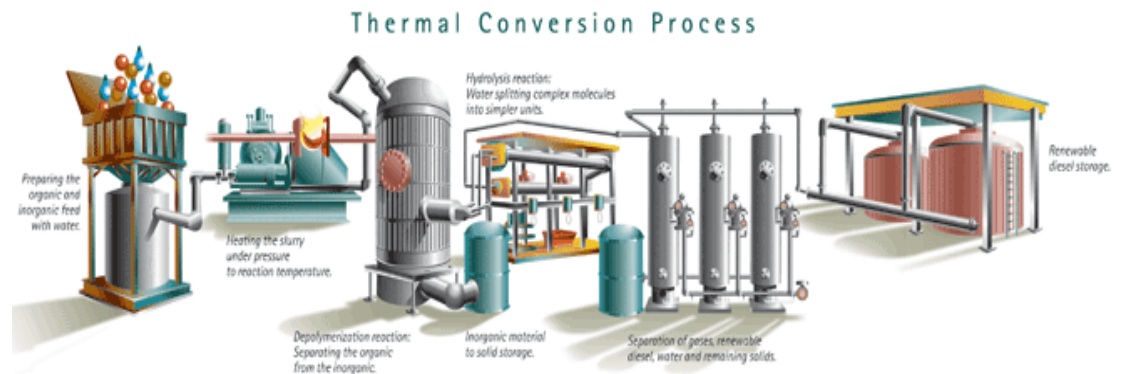 Thermal Conversion Process
Preparing the
organic and
inorganic feed
with water.
Heating the slurry
under pressure
to reaction temperature.
Depolymerization reaction:
Separating the organic
from the inorganic.
Hydrolysis reaction:
Water splitting complex molecules
into simpler units.
Inorganic material
to solid storage.
Separation of gases, renewable
diesel, water and remaining solids.
Renewable
diesel storage.